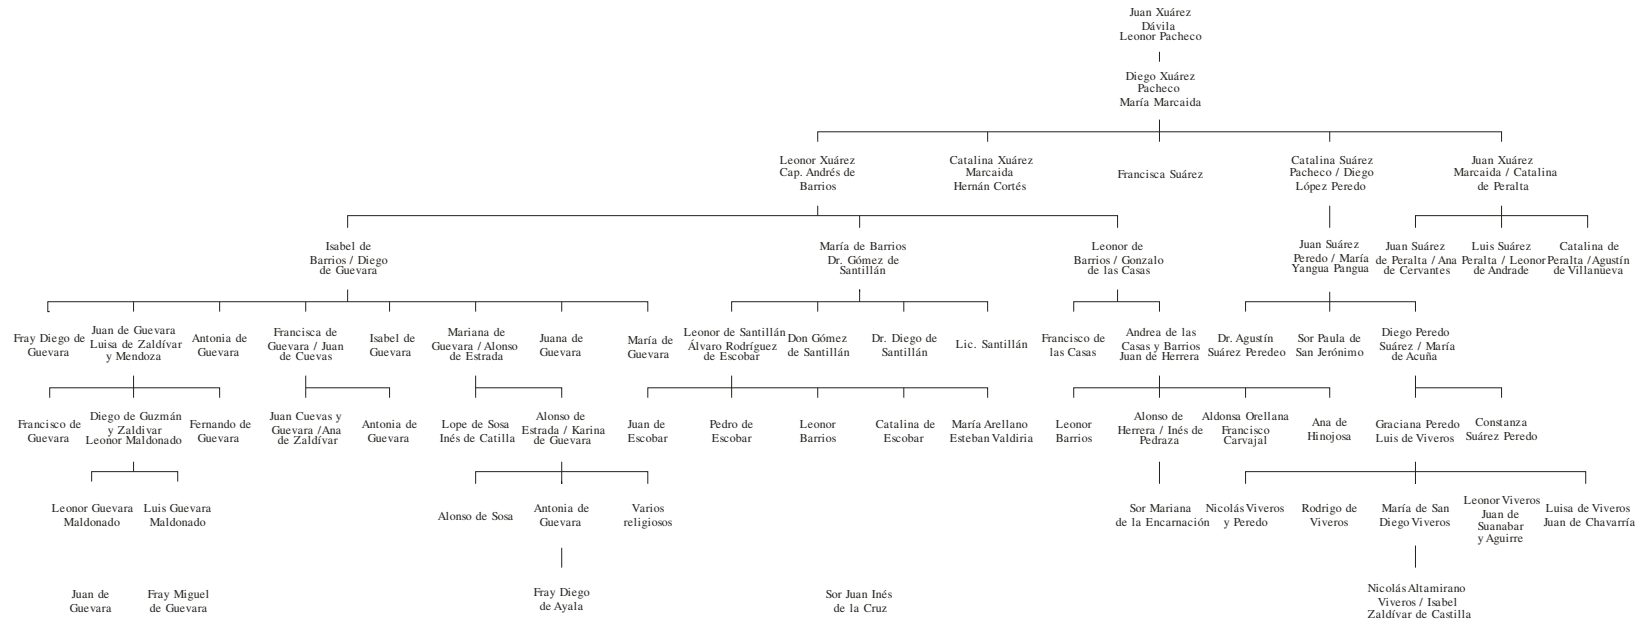 Juan Xuárez
Dávila
Leonor Pacheco
Diego Xuárez
Pacheco
María Marcaida
Leonor Xuárez
Cap. Andrés de
Barrios
Catalina Xuárez
Marcaida
Hernán Cortés
Francisca Suárez
Catalina Suárez
Pacheco / Diego
López Peredo
Juan Xuárez
Marcaida / Catalina
de Peralta
Isabel de
Barrios / Diego
de Guevara
María de Barrios
Dr. Gómez de
Santillán
Leonor de
Barrios / Gonzalo
de las Casas
Juan Suárez
Peredo / María
Yangua Pangua
Juan Suárez
de Peralta / Ana
de Cervantes
Luis Suárez
Peralta / Leonor
de Andrade
Catalina de
Peralta /Agustín
de Villanueva
Fray Diego de
Guevara
Juan de Guevara
Luisa de Zaldívar
y Mendoza
Antonia de
Guevara
Francisca de
Guevara / Juan
de Cuevas
Isabel de
Guevara
Mariana de
Guevara / Alonso
de Estrada
Juana de
Guevara
María de
Guevara
Leonor de Santillán
Álvaro Rodríguez
de Escobar
Don Gómez
de Santillán
Dr. Diego de
Santillán
Lic. Santillán
Francisco de
las Casas
Andrea de las
Casas y Barrios
Juan de Herrera
Dr. Agustín
Suárez Peredeo
Sor Paula de
San Jerónimo
Diego Peredo
Suárez / María
de Acuña
Francisco de
Guevara
Diego de Guzmán
y Zaldivar
Leonor Maldonado
Fernando de
Guevara
Juan Cuevas y
Guevara /Ana
de Zaldívar
Antonia de
Guevara
Lope de Sosa
Inés de Catilla
Alonso de
Estrada / Karina
de Guevara
Juan de
Escobar
Pedro de
Escobar
Leonor
Barrios
Catalina de
Escobar
María Arellano
Esteban Valdiria
Leonor
Barrios
Alonso de
Herrera / Inés de
Pedraza
Aldonsa Orellana
Francisco
Carvajal
Ana de
Hinojosa
Graciana Peredo
Luis de Viveros
Constanza
Suárez Peredo
Leonor Guevara
Maldonado
Luis Guevara
Maldonado
Alonso de Sosa
Antonia de
Guevara
Varios
religiosos
Sor Mariana
de la Encarnación
Nicolás Viveros
y Peredo
Rodrigo de
Viveros
María de San
Diego Viveros
Leonor Viveros
Juan de
Suanabar
y Aguirre
Luisa de Viveros
Juan de Chavarría
Juan de
Guevara
Fray Miguel
de Guevara
Fray Diego
de Ayala
Sor Juan Inés
de la Cruz
Nicolás Altamirano
Viveros / Isabel
Zaldívar de Castilla